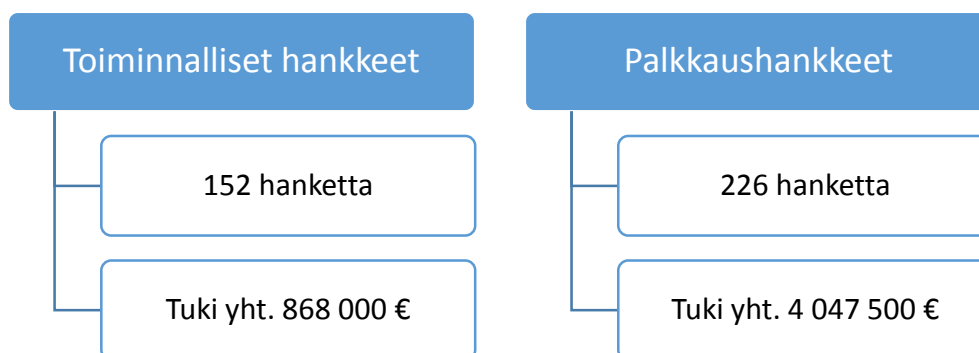 Toiminnalliset hankkeet
152 hanketta
Tuki yht. 868 000 €
Palkkaushankkeet
226 hanketta
Tuki yht. 4 047 500 €